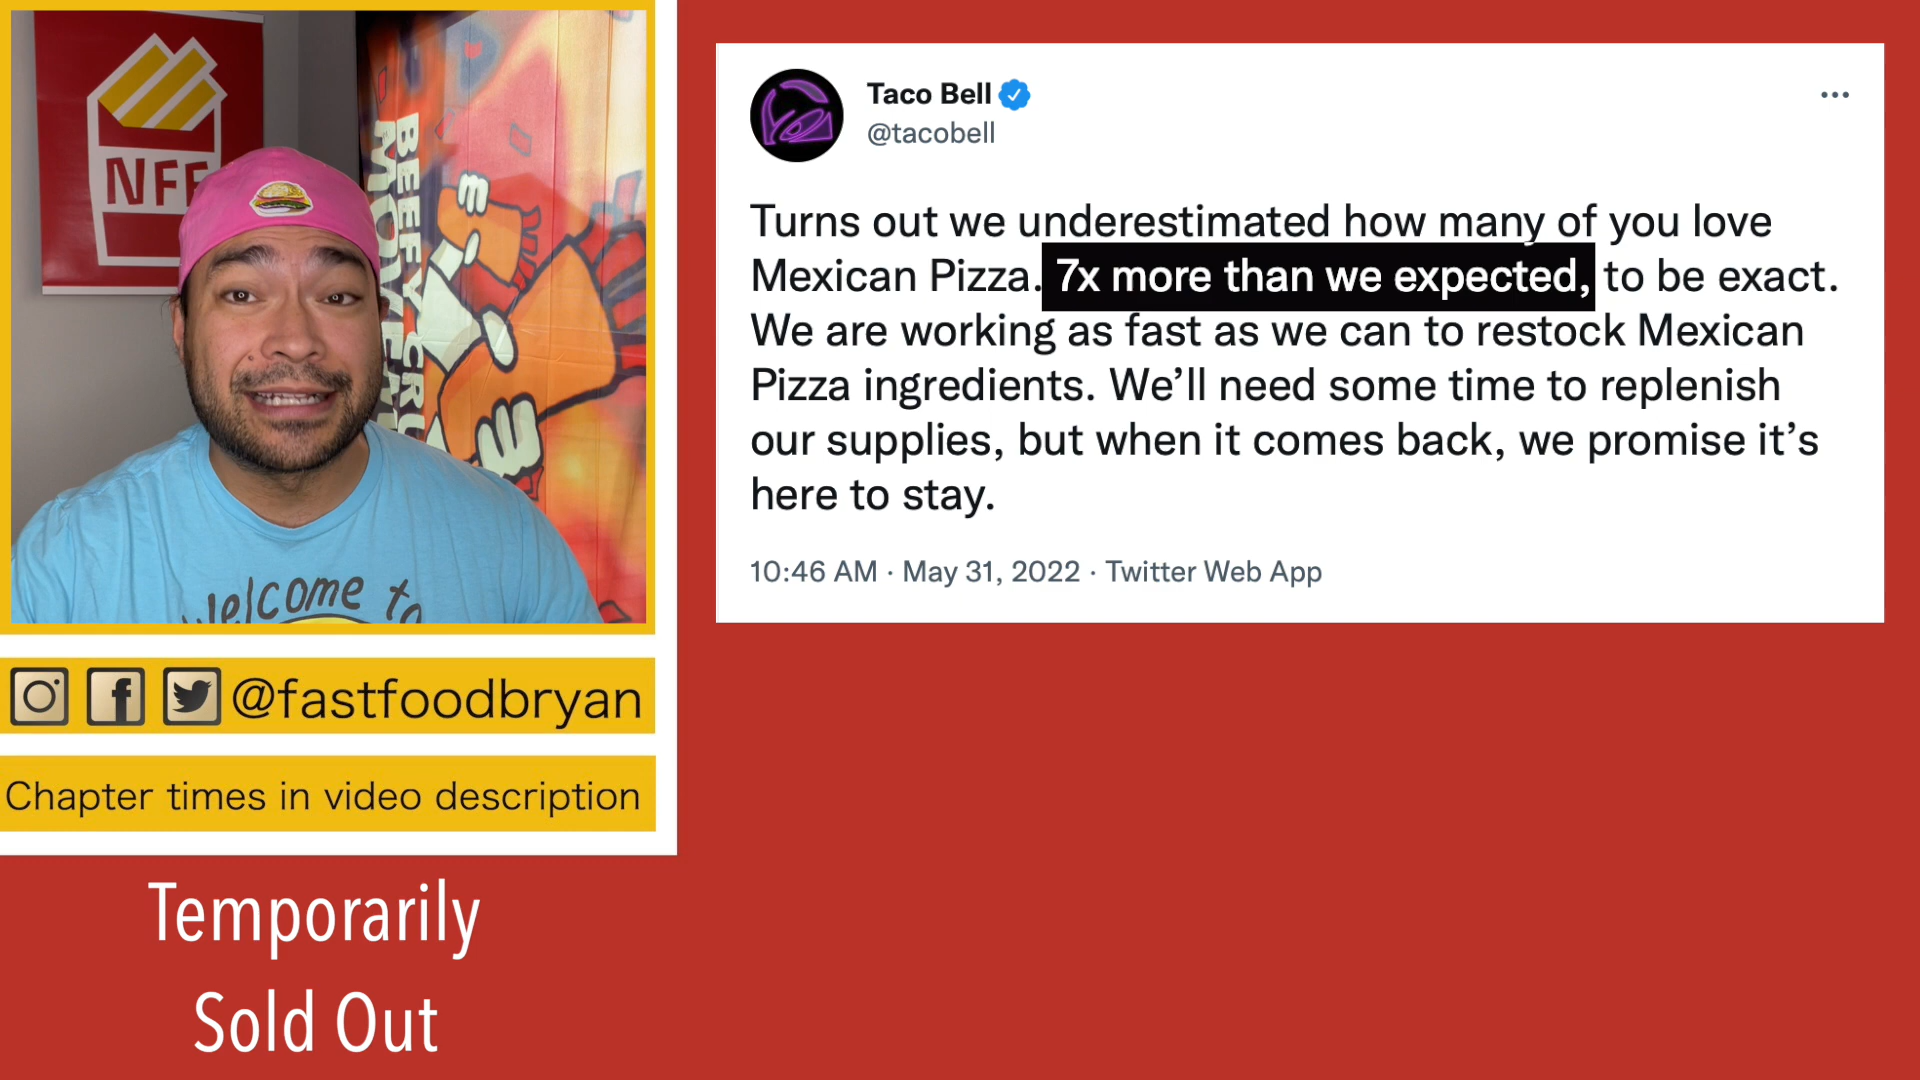 NFF
BEEFY CRU
MOVEAT
Welcome to
@fastfoodbryan
Chapter times in video description
Temporarily
Sold Out
Taco Bell
@tacobell
Turns out we underestimated how many of you love
Mexican Pizza. 7x more than we expected, to be exact.
We are working as fast as we can to restock Mexican
Pizza ingredients. We’ll need some time to replenish
our supplies, but when it comes back, we promise it’s
here to stay.
10:46 AM · May 31, 2022 · Twitter Web App